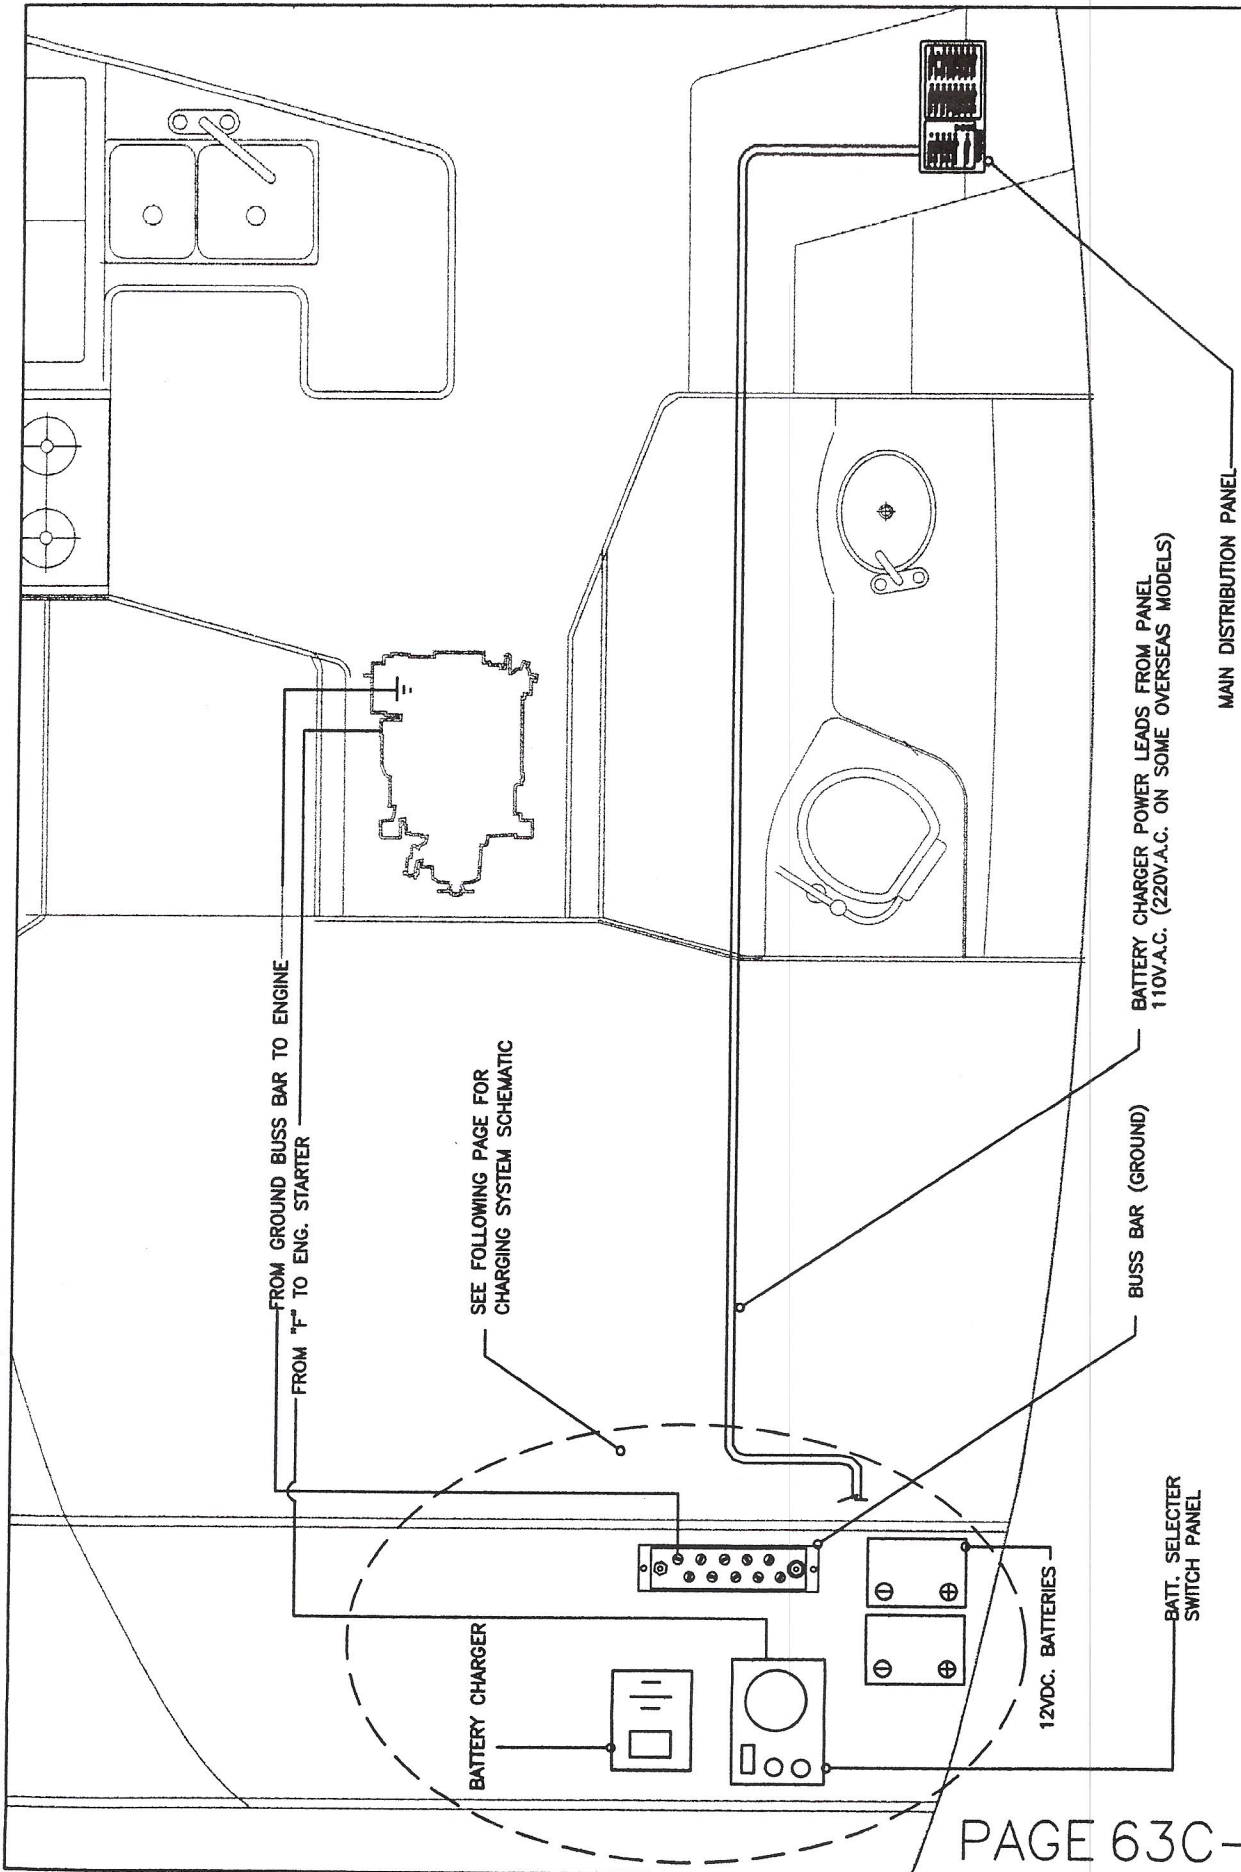 FROM GROUND BUSS BAR TO ENGINE
FROM "F" TO ENG. STARTER
SEE FOLLOWING PAGE FOR
CHARGING SYSTEM SCHEMATIC
BATTERY CHARGER
12VDC. BATTERIES
BATT. SELECTER
SWITCH PANEL
BUSS BAR (GROUND)
BATTERY CHARGER POWER LEADS FROM PANEL
110V.A.C. (220V.A.C. ON SOME OVERSEAS MODELS)
MAIN DISTRIBUTION PANEL
PAGE 63C-